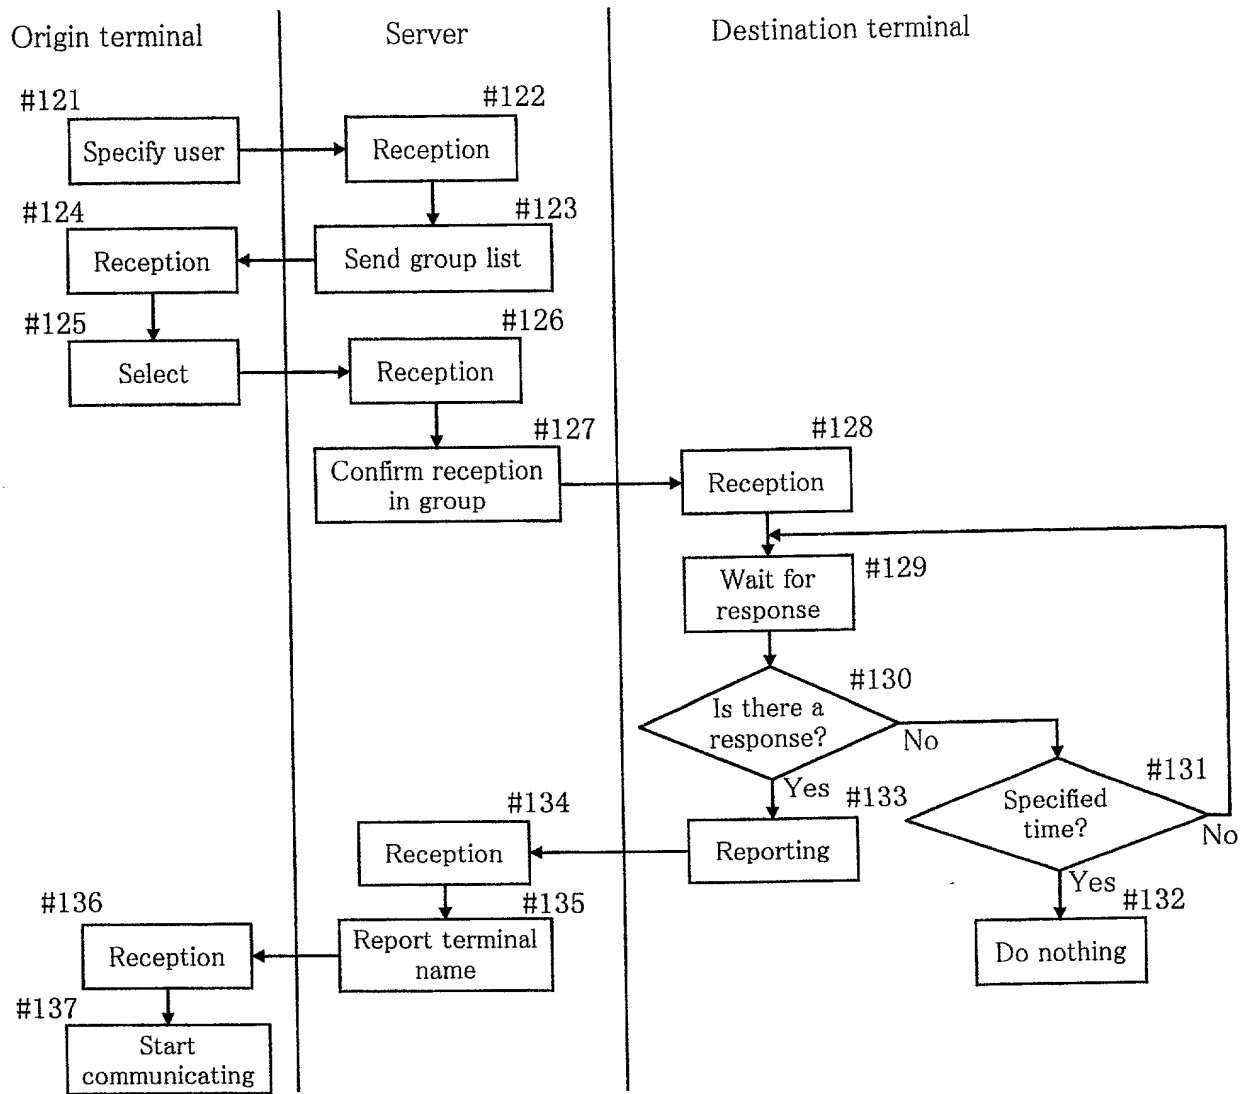 Origin terminal
Server
Destination terminal
#121
Specify user
#122
Reception
#123
Send group list
#124
Reception
#125
Select
#126
Reception
#127
Confirm reception
in group
#128
Reception
#129
Wait for
response
#130
Is there a
response?
No
Yes
#131
Specified
time?
No
Yes
#132
Do nothing
#133
Reporting
#134
Reception
#135
Report terminal
name
#136
Reception
#137
Start
communicating